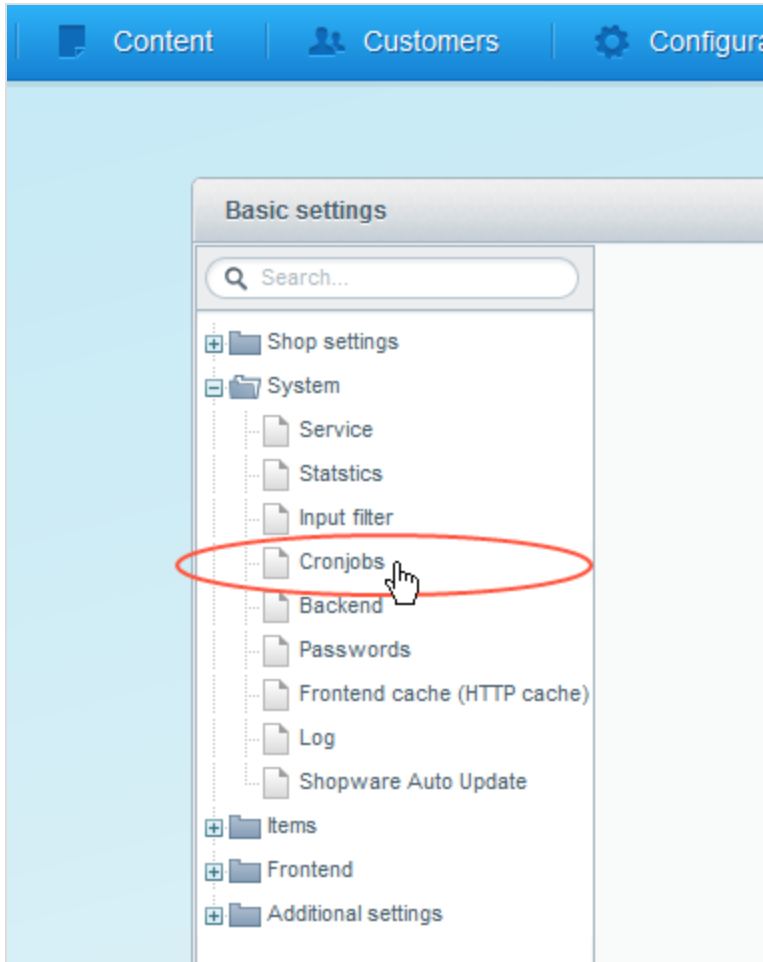 Content Customers
Basic settings
Search...
Shop settings
System
Service
Statstics
Input filter
Cronjobs
Backend
Passwords
Frontend cache (HTTP cache)
Log
Shopware Auto Update
Items
Frontend
Additional settings